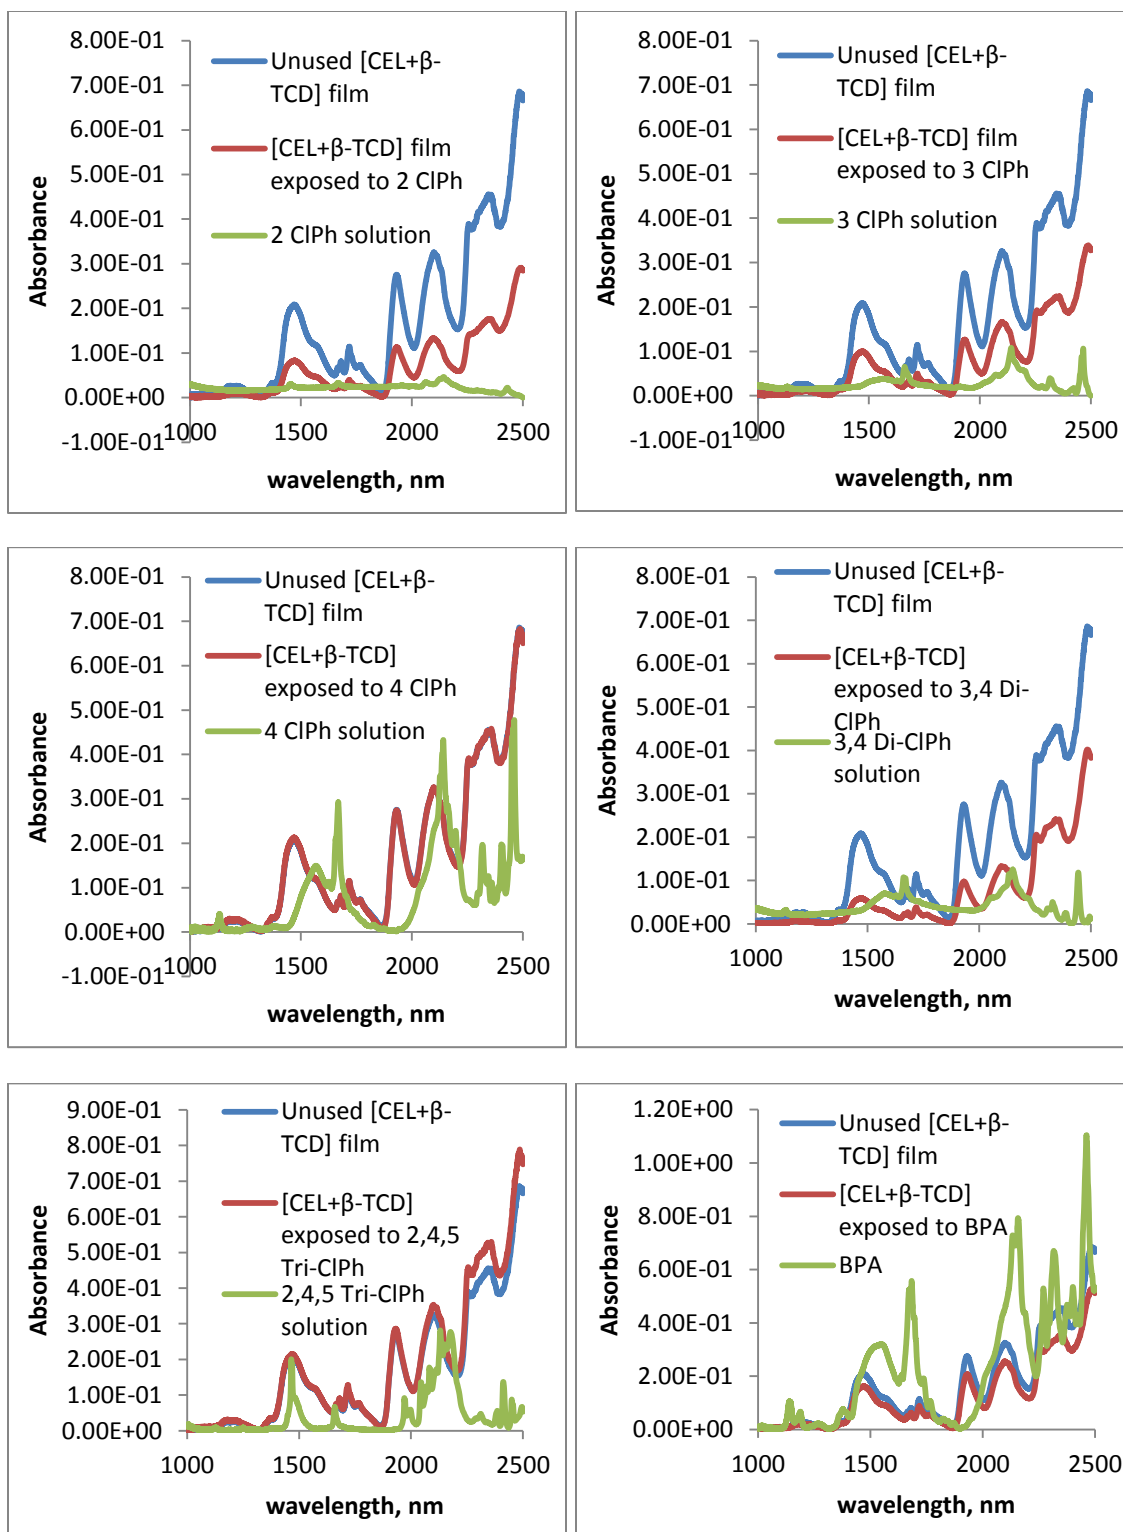 8.00E-01
7.00E-01
6.00E-01
5.00E-01
4.00E-01
3.00E-01
2.00E-01
1.00E-01
0.00E+00
-1.00E-01
Absorbance
Unused [CEL+β-
TCD] film
[CEL+β-TCD] film
exposed to 2 ClPh
2 ClPh solution
1000 1500 2000 2500
wavelength, nm
8.00E-01
7.00E-01
6.00E-01
5.00E-01
4.00E-01
3.00E-01
2.00E-01
1.00E-01
0.00E+00
-1.00E-01
Absorbance
Unused [CEL+β-
TCD] film
[CEL+β-TCD] film
exposed to 3 ClPh
3 ClPh solution
1000 1500 2000 2500
wavelength, nm
8.00E-01
7.00E-01
6.00E-01
5.00E-01
4.00E-01
3.00E-01
2.00E-01
1.00E-01
0.00E+00
-1.00E-01
Absorbance
Unused [CEL+β-
TCD] film
[CEL+β-TCD]
exposed to 4 ClPh
4 ClPh solution
1000 1500 2000 2500
wavelength, nm
8.00E-01
7.00E-01
6.00E-01
5.00E-01
4.00E-01
3.00E-01
2.00E-01
1.00E-01
0.00E+00
Absorbance
Unused [CEL+β-
TCD] film
[CEL+β-TCD]
exposed to 3,4 Di-
ClPh
3,4 Di-ClPh
solution
1000 1500 2000 2500
wavelength, nm
9.00E-01
8.00E-01
7.00E-01
6.00E-01
5.00E-01
4.00E-01
3.00E-01
2.00E-01
1.00E-01
0.00E+00
Absorbance
Unused [CEL+β-
TCD] film
[CEL+β-TCD]
exposed to 2,4,5
Tri-ClPh
2,4,5 Tri-ClPh
solution
1000 1500 2000 2500
wavelength, nm
1.20E+00
1.00E+00
8.00E-01
6.00E-01
4.00E-01
2.00E-01
0.00E+00
Absorbance
Unused [CEL+β-
TCD] film
[CEL+β-TCD]
exposed to BPA
BPA
1000 1500 2000 2500
wavelength, nm